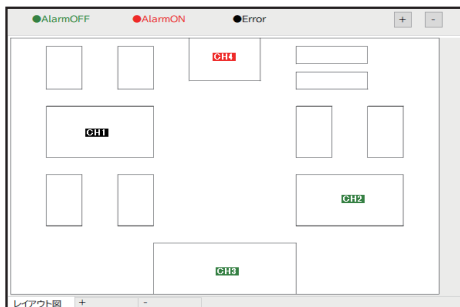 ●AlarmOFF ●AlarmON ●Error + -
CH4
CH1
CH2
CH3
レイアウト図 + -